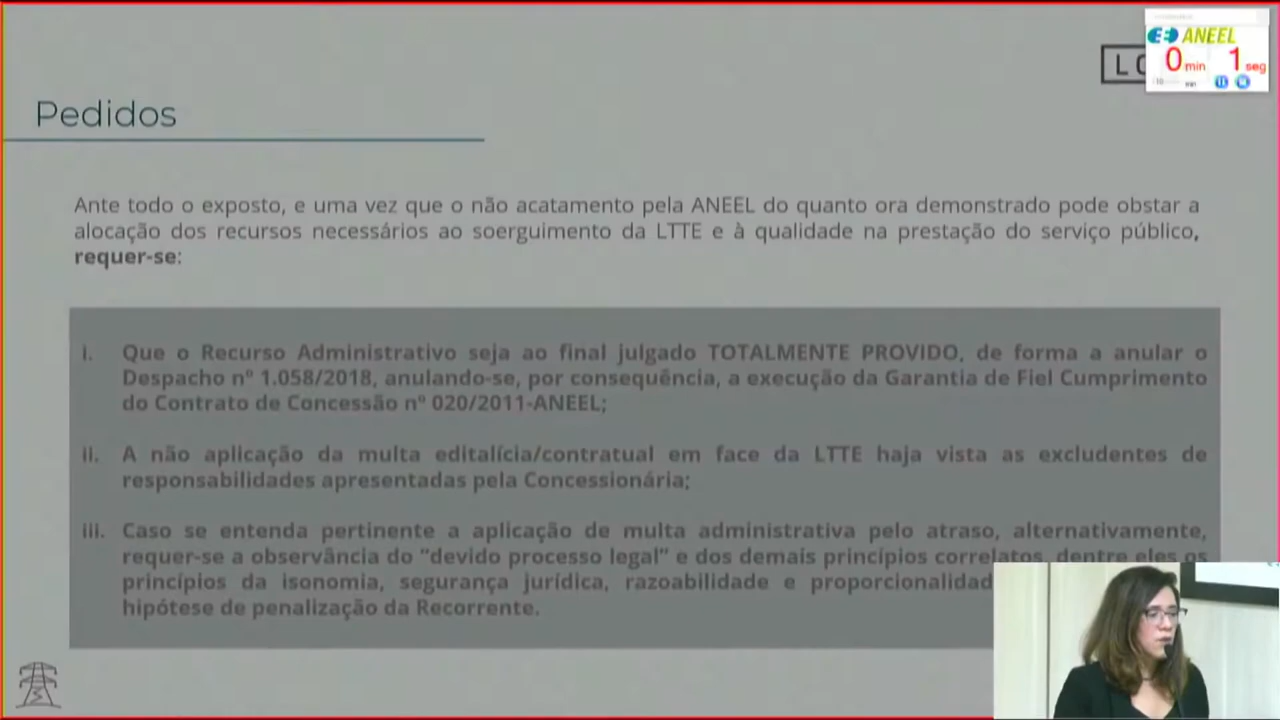 ANEEL
0 min 1 seg
LO
Pedidos
Ante todo o exposto, e uma vez que o não acatamento pela ANEEL do quanto ora demonstrado pode obstar a
alocação dos recursos necessários ao soerguimento da LTTE e à qualidade na prestação do serviço público,
requer-se:
i. Que o Recurso Administrativo seja ao final julgado TOTALMENTE PROVIDO, de forma a anular o
Despacho nº 1.058/2018, anulando-se, por consequência, a execução da Garantia de Fiel Cumprimento
do Contrato de Concessão nº 020/2011-ANEEL;
ii. A não aplicação da multa editalícia/contratual em face da LTTE haja vista as excludentes de
responsabilidades apresentadas pela Concessionária;
iii. Caso se entenda pertinente a aplicação de multa administrativa pelo atraso, alternativamente,
requer-se a observância do “devido processo legal” e dos demais princípios correlatos, dentre eles os
princípios da isonomia, segurança jurídica, razoabilidade e proporcionalidad
hipótese de penalização da Recorrente.